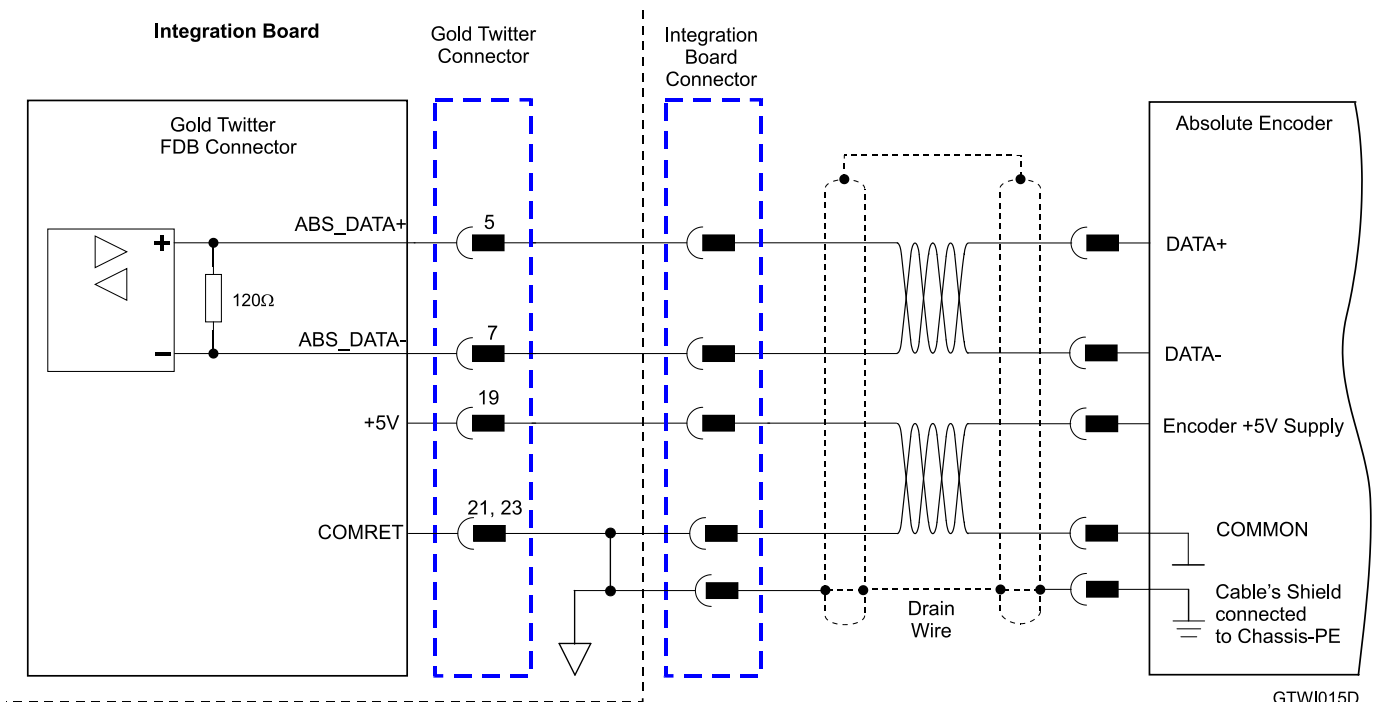 Integration Board
Gold Twitter
Connector
Integration
Board
Connector
Gold Twitter
FDB Connector
Absolute Encoder
ABS_DATA+
5
DATA+
120Ω
ABS_DATA-
7
DATA-
+5V
19
Encoder +5V Supply
COMRET
21, 23
COMMON
Drain
Wire
Cable's Shield
connected
to Chassis-PE
GTWI015D